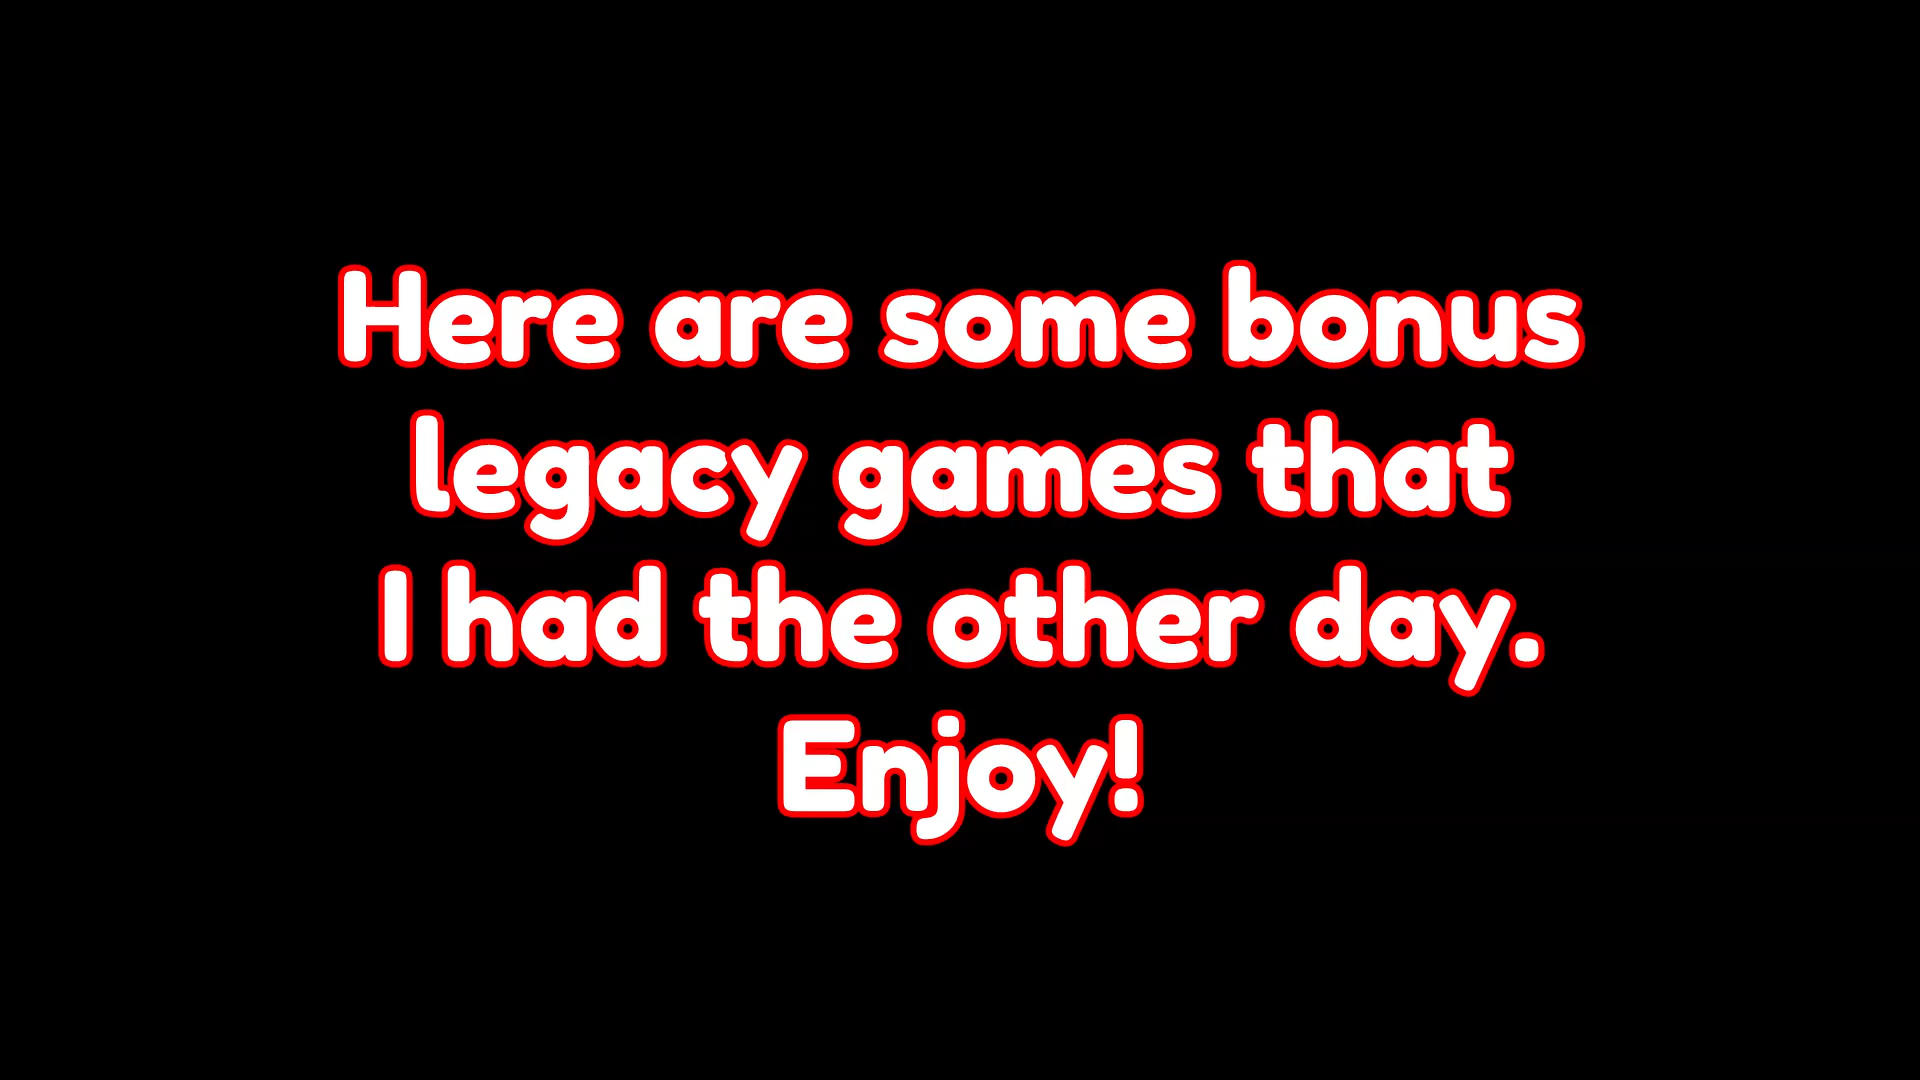 Here are some bonus
legacy games that
I had the other day.
Enjoy!